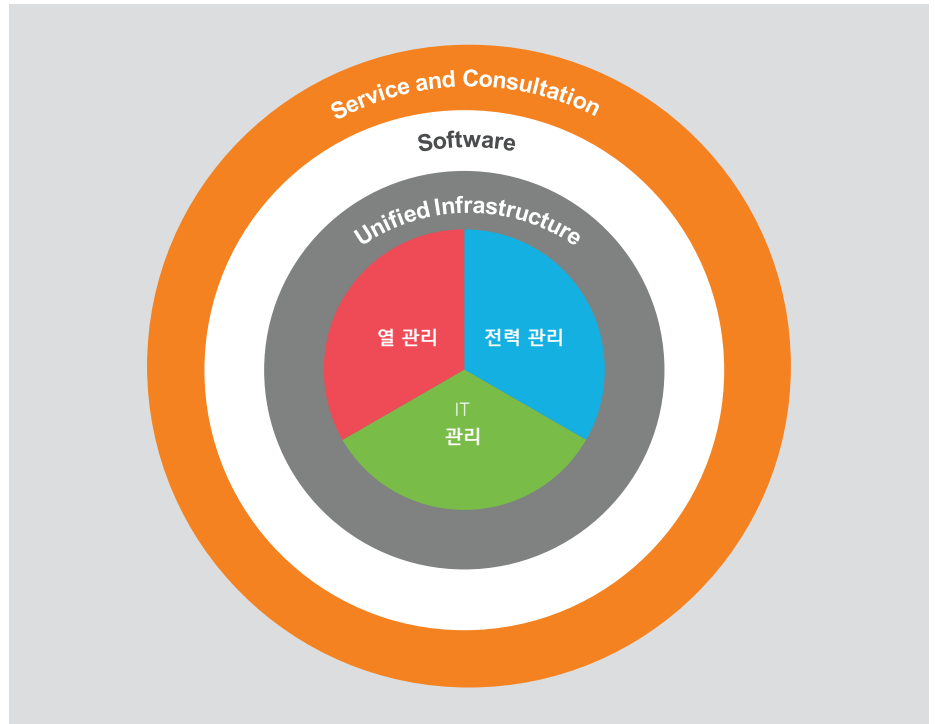 Service and Consultation
Software
Unified Infrastructure
열 관리
전력 관리
IT
관리